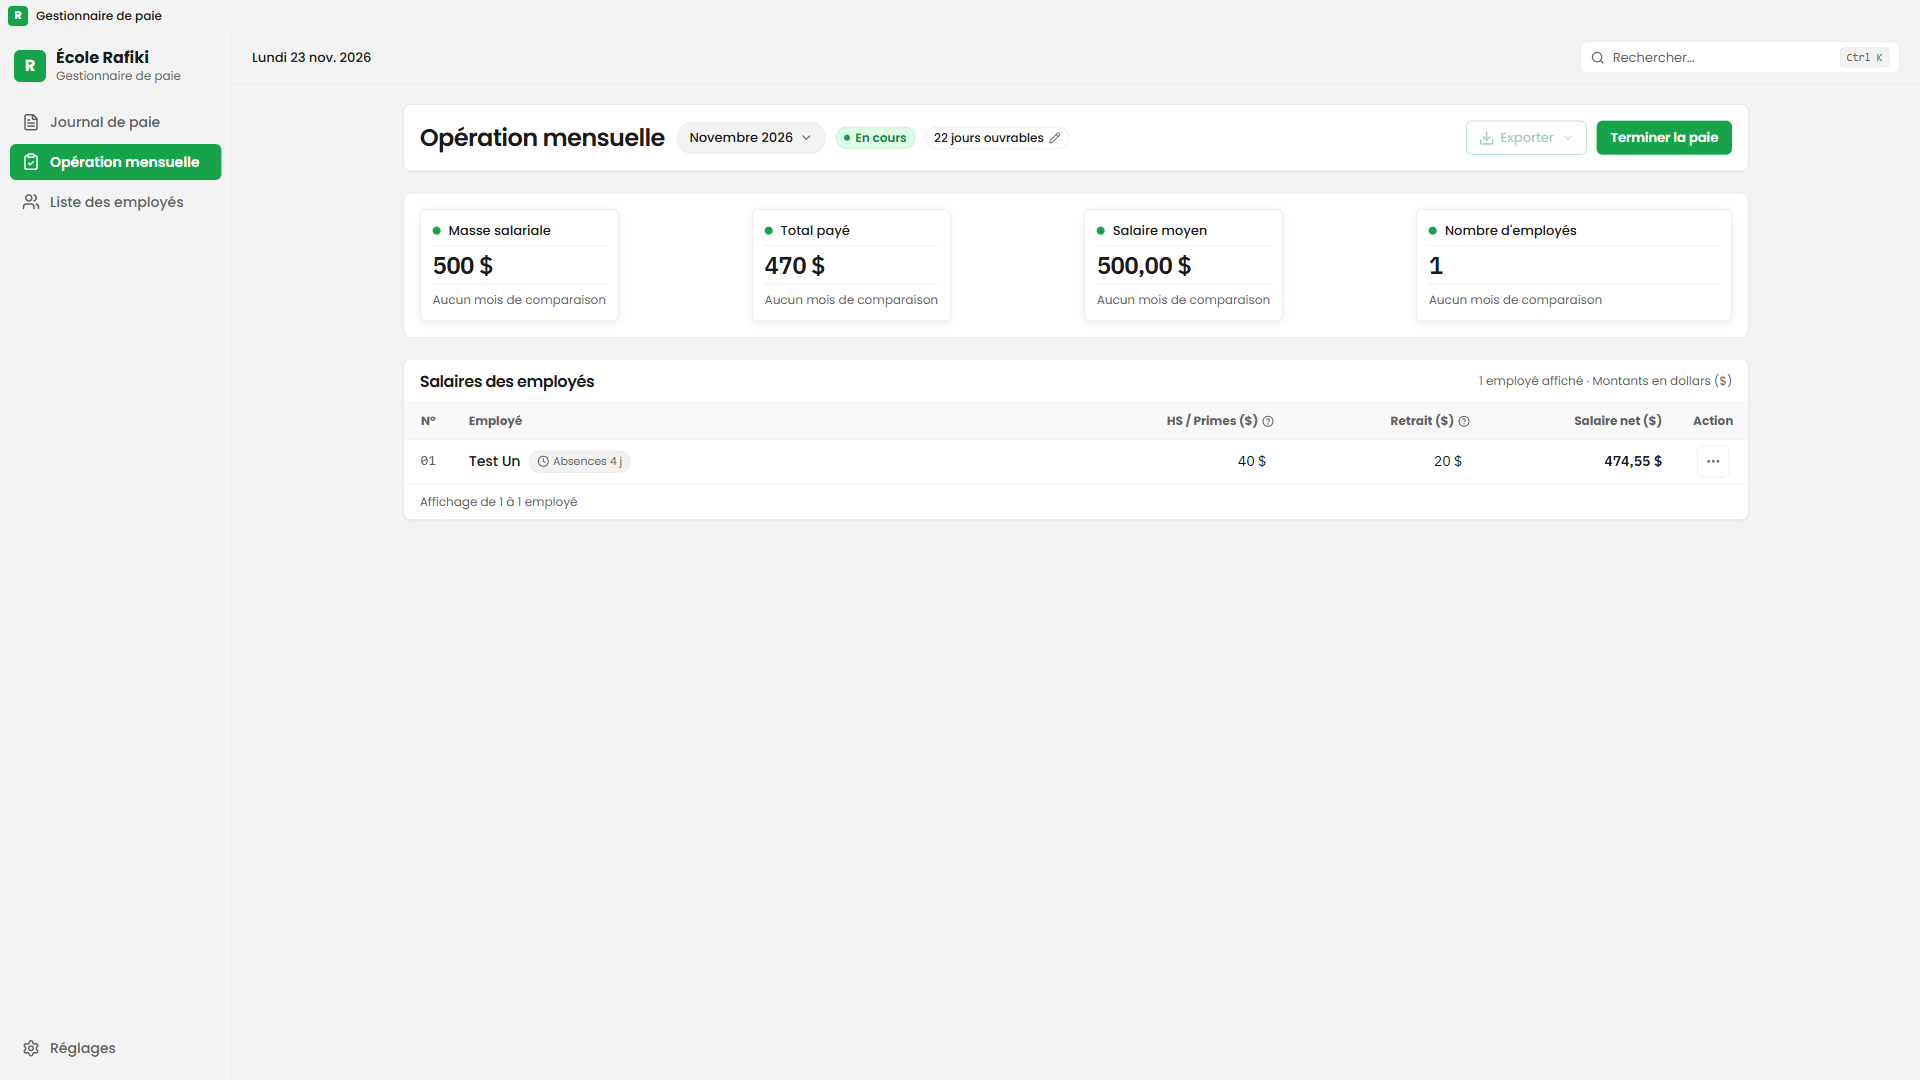 R Gestionnaire de paie
R École Rafiki
Gestionnaire de paie
Journal de paie
Opération mensuelle
Liste des employés
Réglages
Lundi 23 nov. 2026
Rechercher...
Ctrl K
Opération mensuelle
Novembre 2026
En cours
22 jours ouvrables
Exporter
Terminer la paie
Masse salariale
500 $
Aucun mois de comparaison
Total payé
470 $
Aucun mois de comparaison
Salaire moyen
500,00 $
Aucun mois de comparaison
Nombre d'employés
1
Aucun mois de comparaison
Salaires des employés
1 employé affiché · Montants en dollars ($)
N° Employé HS / Primes ($) Retrait ($) Salaire net ($) Action
01 Test Un Absences 4 j 40 $ 20 $ 474,55 $
Affichage de 1 à 1 employé